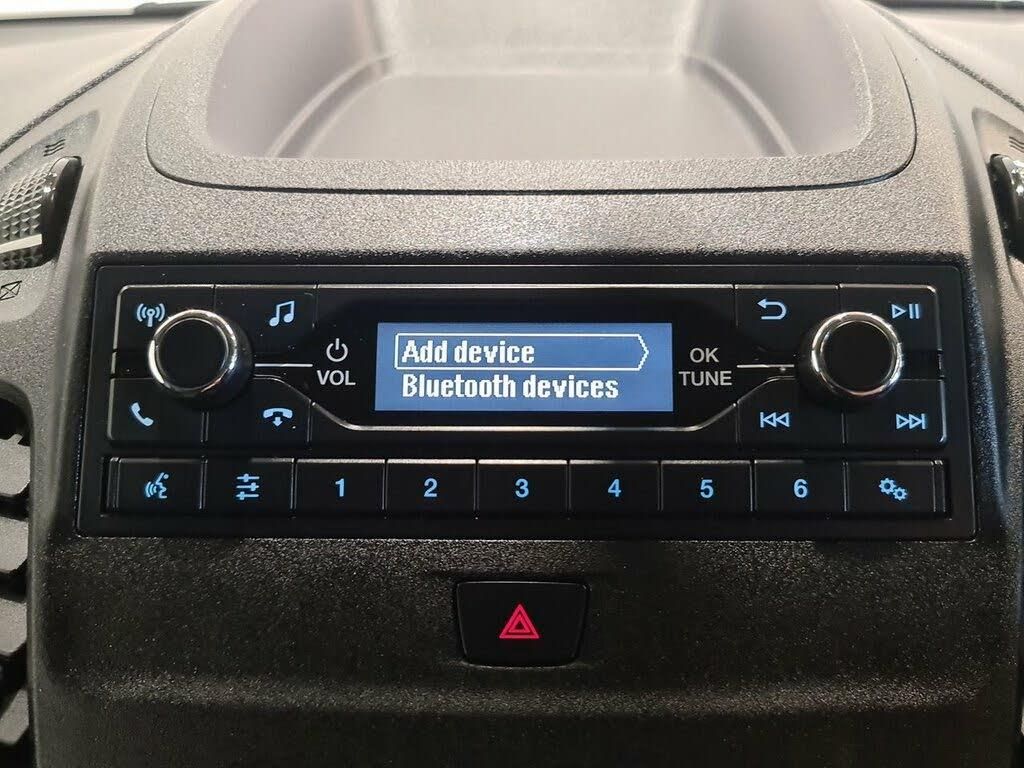 Add device
Bluetooth devices
VOL
OK
TUNE
1 2 3 4 5 6